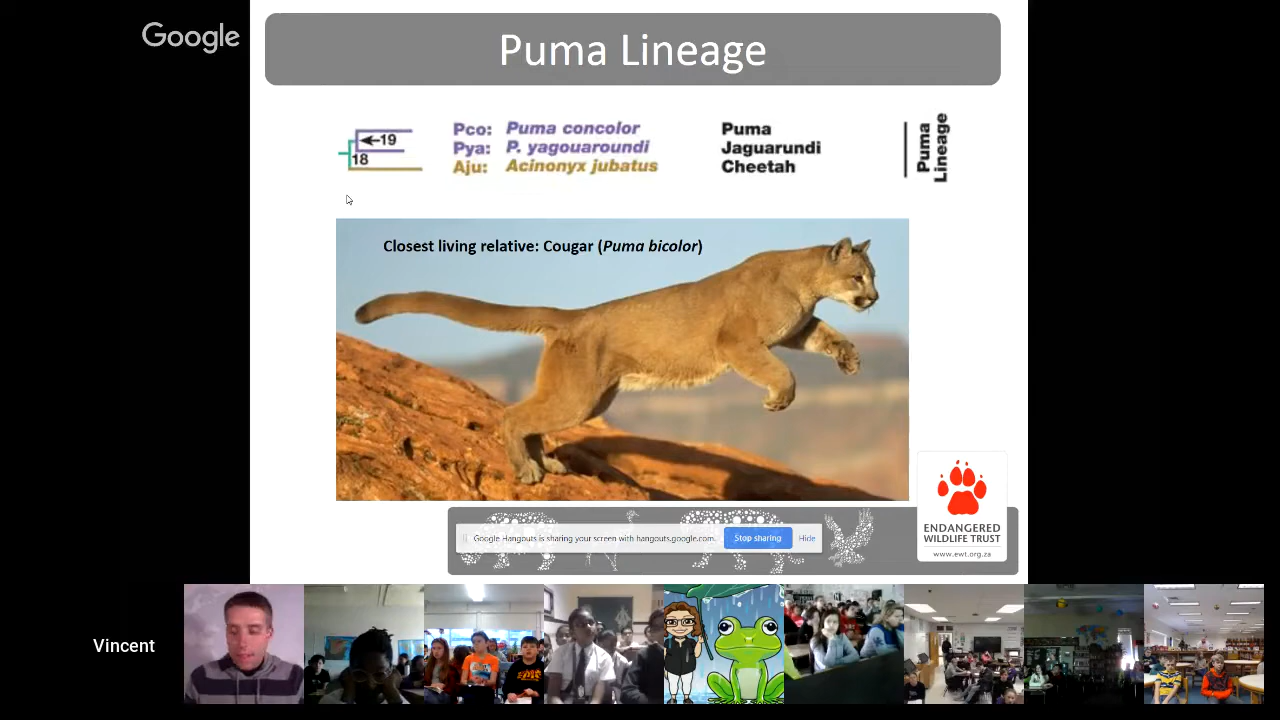 Google
Puma Lineage
19
18
Pco: Puma concolor Puma
Pya: P. yagouaroundi Jaguarundi
Aju: Acinonyx jubatus Cheetah
Puma
Lineage
Closest living relative: Cougar (Puma bicolor)
ENDANGERED
WILDLIFE TRUST
www.ewt.org.za
Google Hangouts is sharing your screen with hangouts.google.com. Stop sharing Hide
Vincent